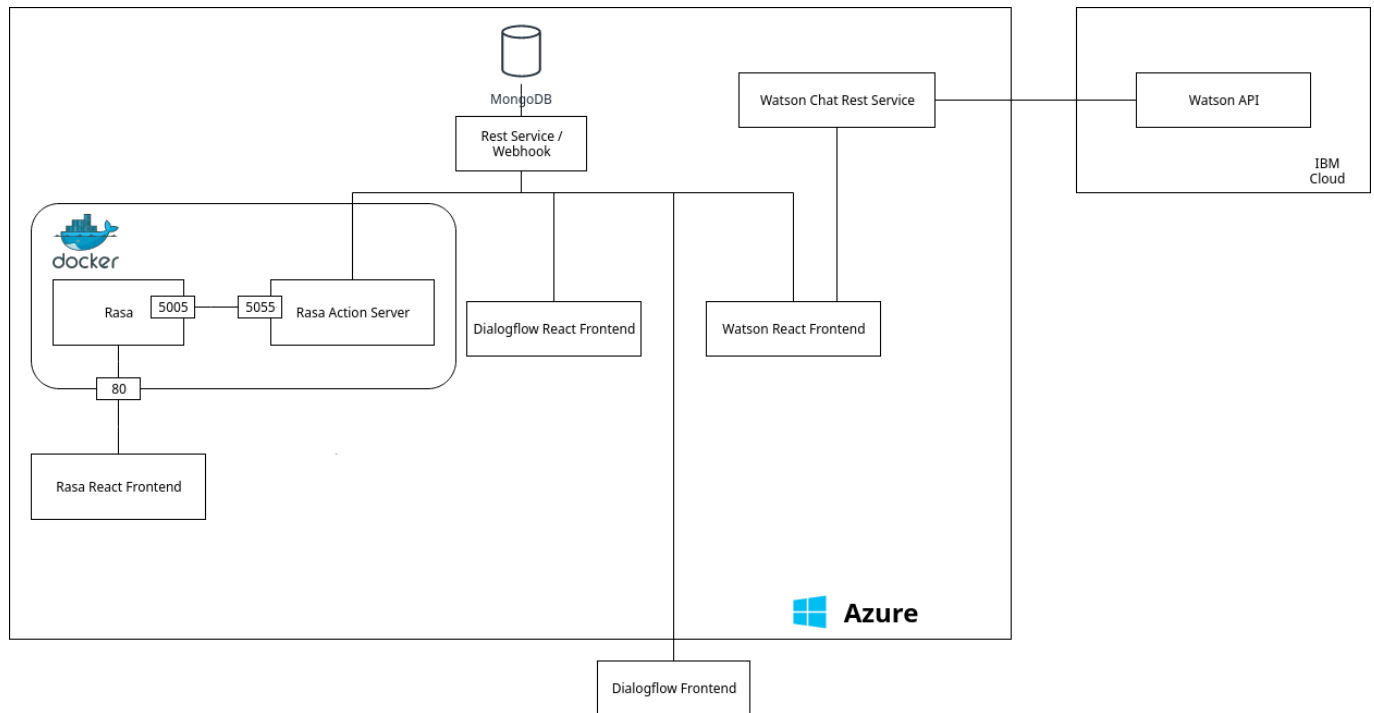 MongoDB
Rest Service /
Webhook
Watson Chat Rest Service
Watson API
IBM
Cloud
docker
Rasa
5005
5055
Rasa Action Server
Dialogflow React Frontend
Watson React Frontend
80
Rasa React Frontend
Azure
Dialogflow Frontend